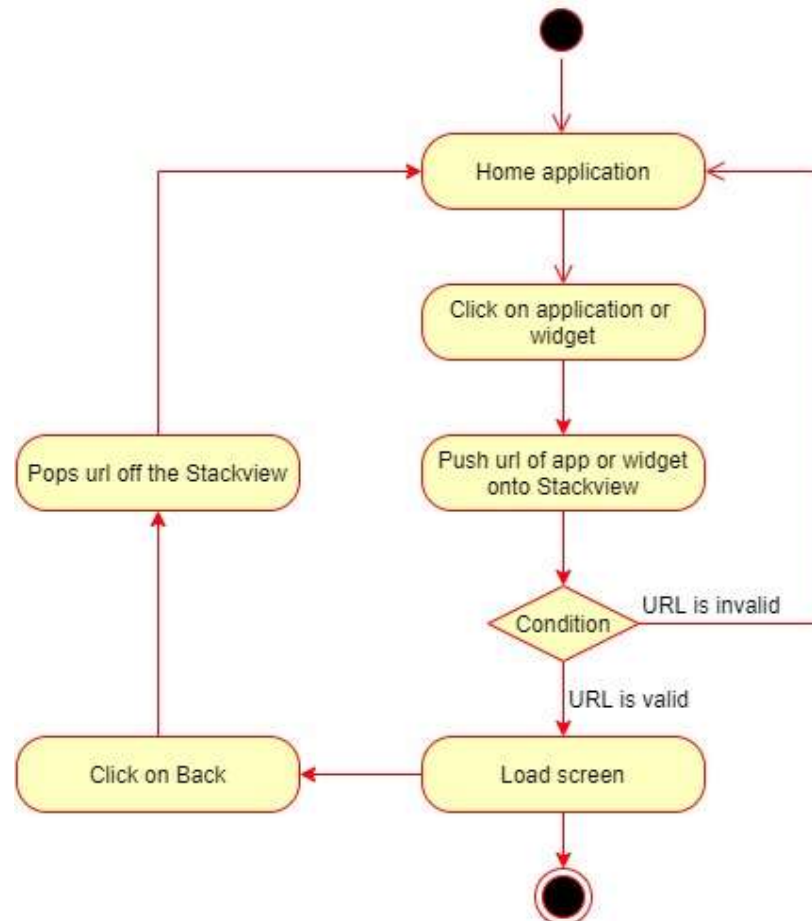 Home application
Click on application or
widget
Pops url off the Stackview
Push url of app or widget
onto Stackview
Condition
URL is invalid
URL is valid
Click on Back
Load screen